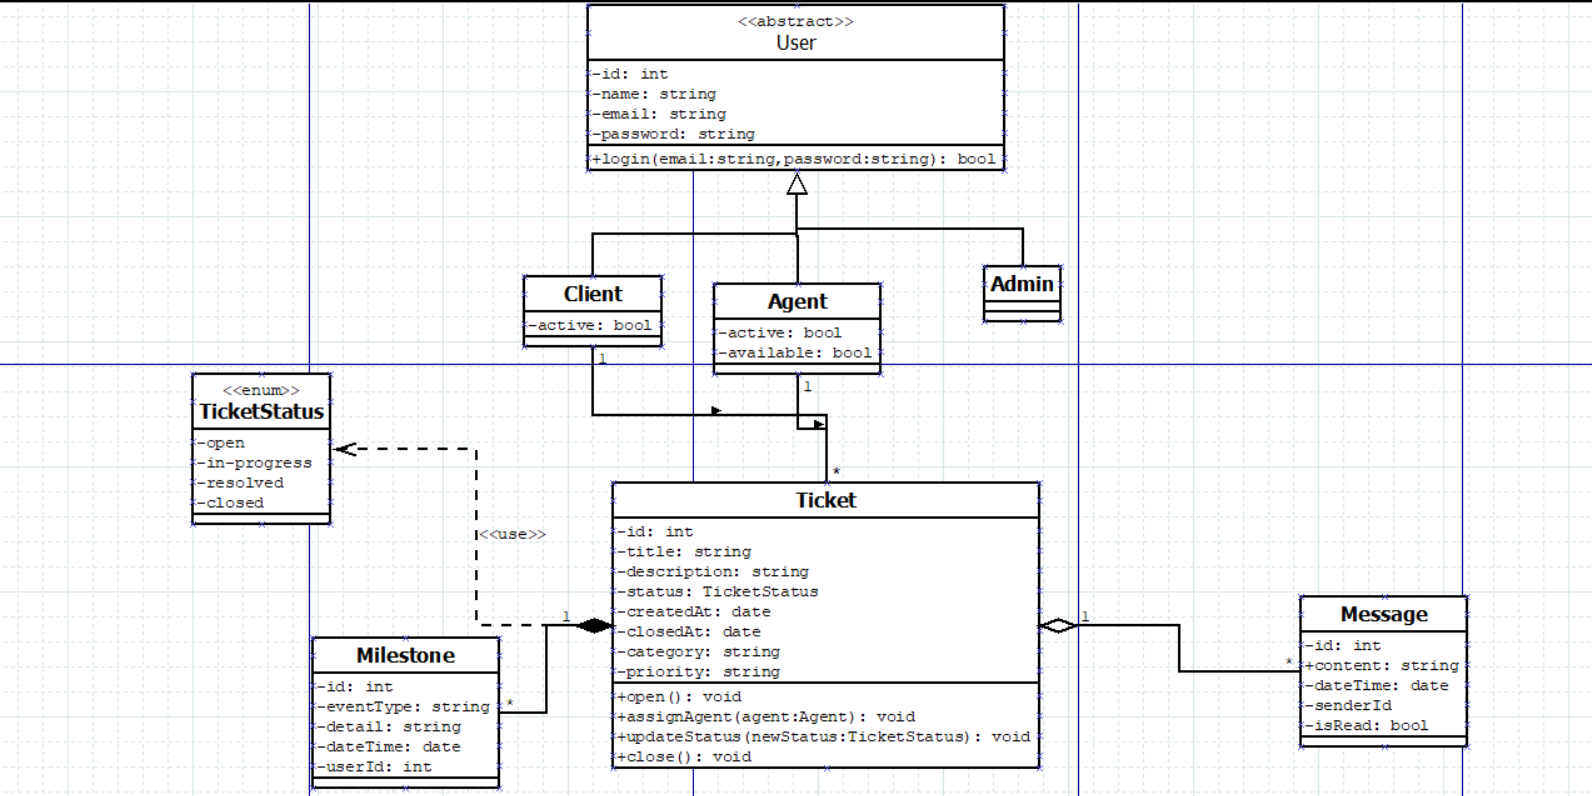 <<abstract>>
User
-id: int
-name: string
-email: string
-password: string
+login(email:string,password:string): bool
Client
-active: bool
1
Agent
-active: bool
-available: bool
1
Admin
<<enum>>
TicketStatus
-open
-in-progress
-resolved
-closed
<<use>>
*
Ticket
-id: int
-title: string
-description: string
-status: TicketStatus
-createdAt: date
-closedAt: date
-category: string
-priority: string
+open(): void
+assignAgent(agent:Agent): void
+updateStatus(newStatus:TicketStatus): void
+close(): void
1
*
Milestone
-id: int
-eventType: string
-detail: string
-dateTime: date
-userId: int
1
*
Message
-id: int
+content: string
-dateTime: date
-senderId
-isRead: bool